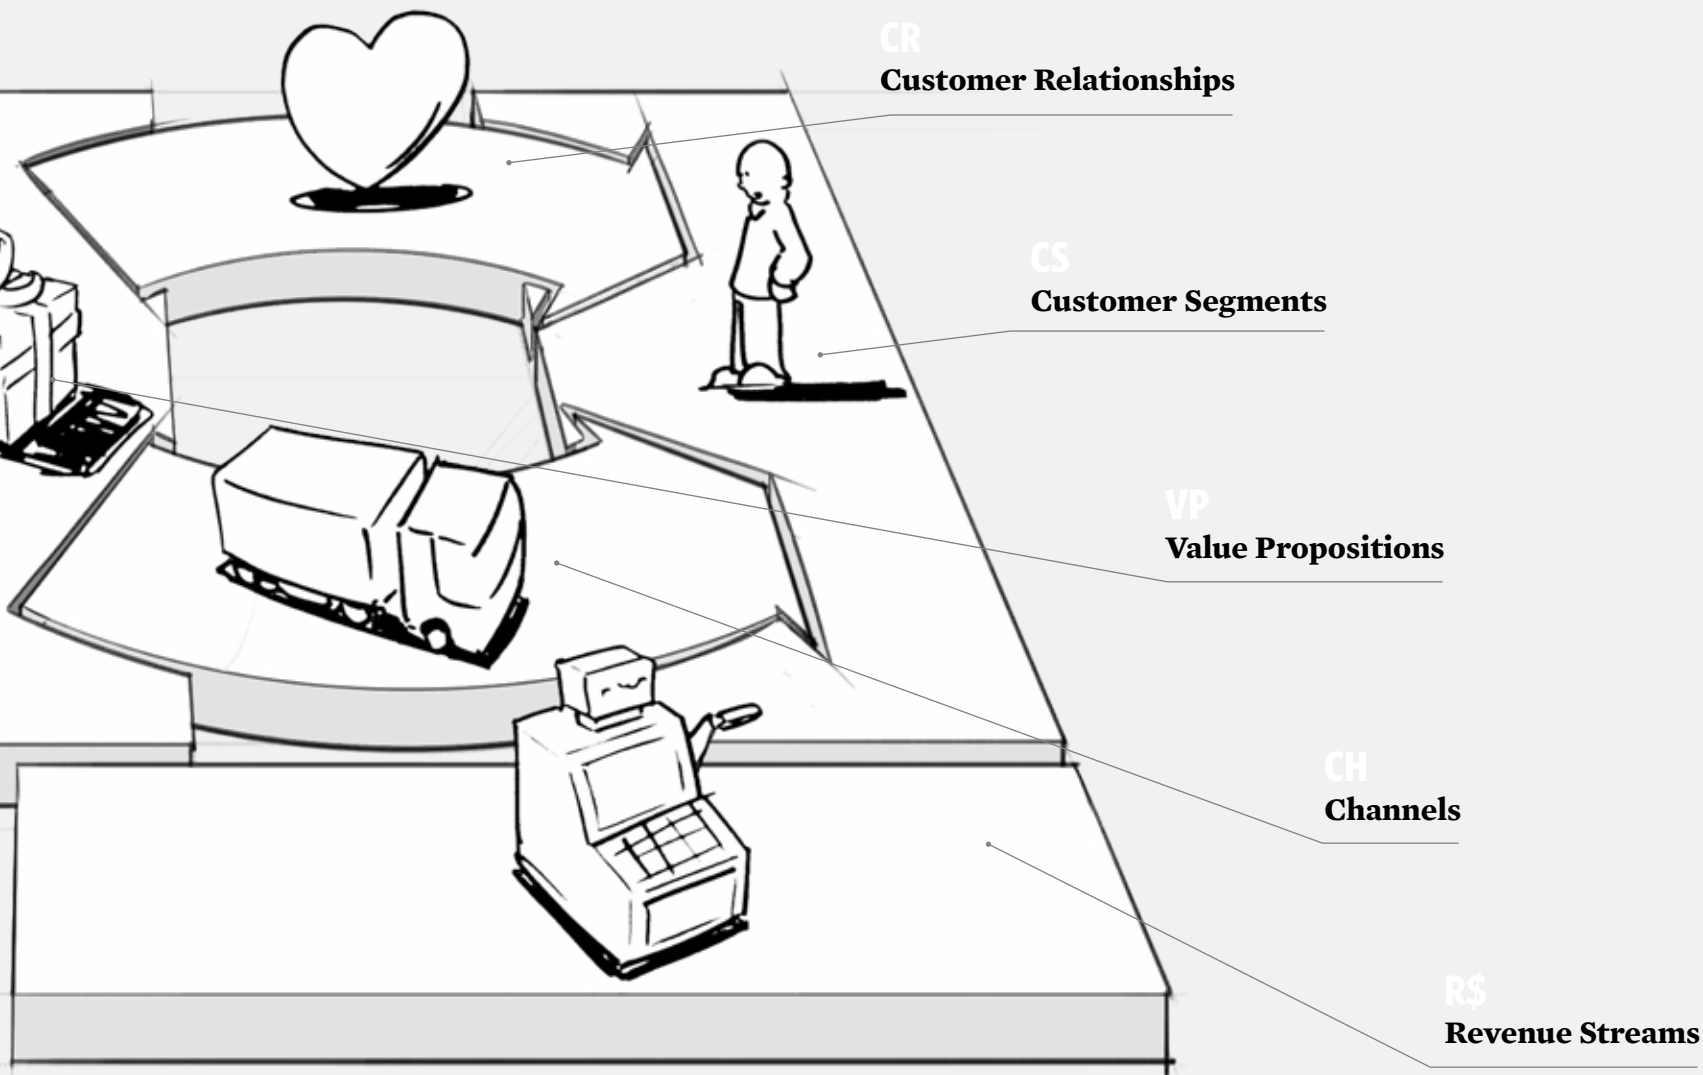 CR
Customer Relationships
CS
Customer Segments
VP
Value Propositions
CH
Channels
R$
Revenue Streams